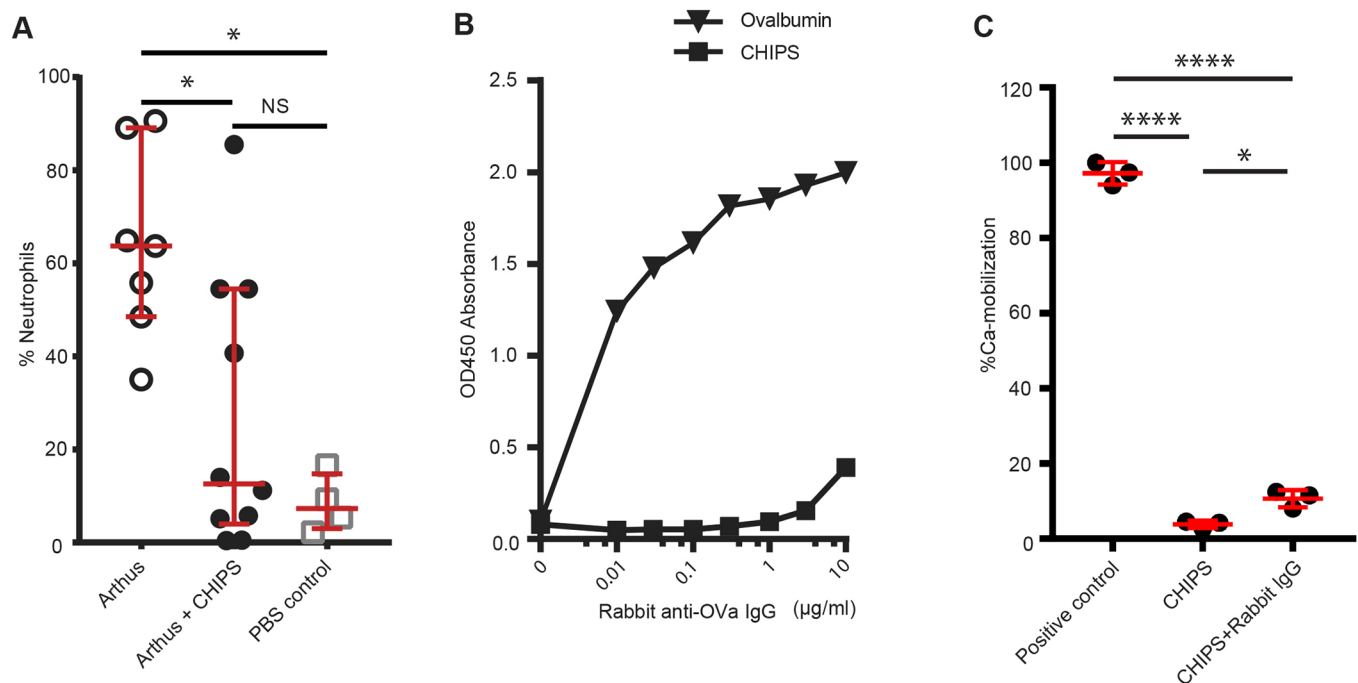 A
*
*
NS
100
80
60
40
20
0
% Neutrophils
Arthus
Arthus + CHIPS
PBS control
B
Ovalbumin
CHIPS
2.5
2.0
1.5
1.0
0.5
0.0
OD450 Absorbance
0
0.01
0.1
1
10
Rabbit anti-OVa IgG (µg/ml)
C
****
****
*
120
100
80
60
40
20
0
%Ca-mobilization
Positive control
CHIPS
CHIPS+Rabbit IgG